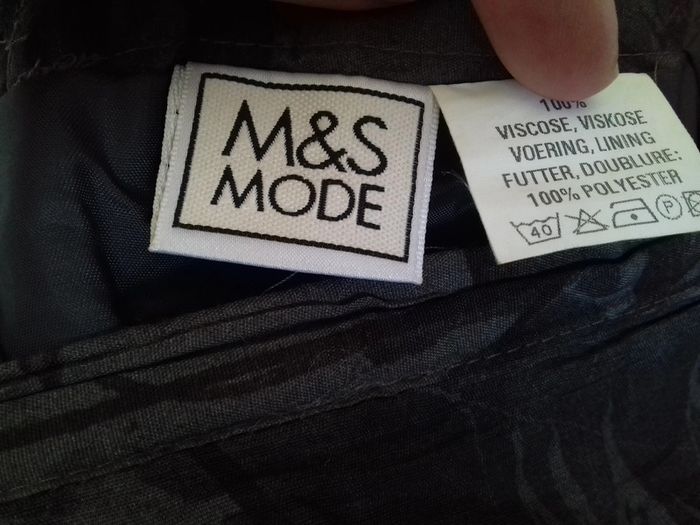 M&S
MODE
100%
VISCOSE, VISKOSE
VOERING, LINING
FUTTER, DOUBLURE:
100% POLYESTER
40 P